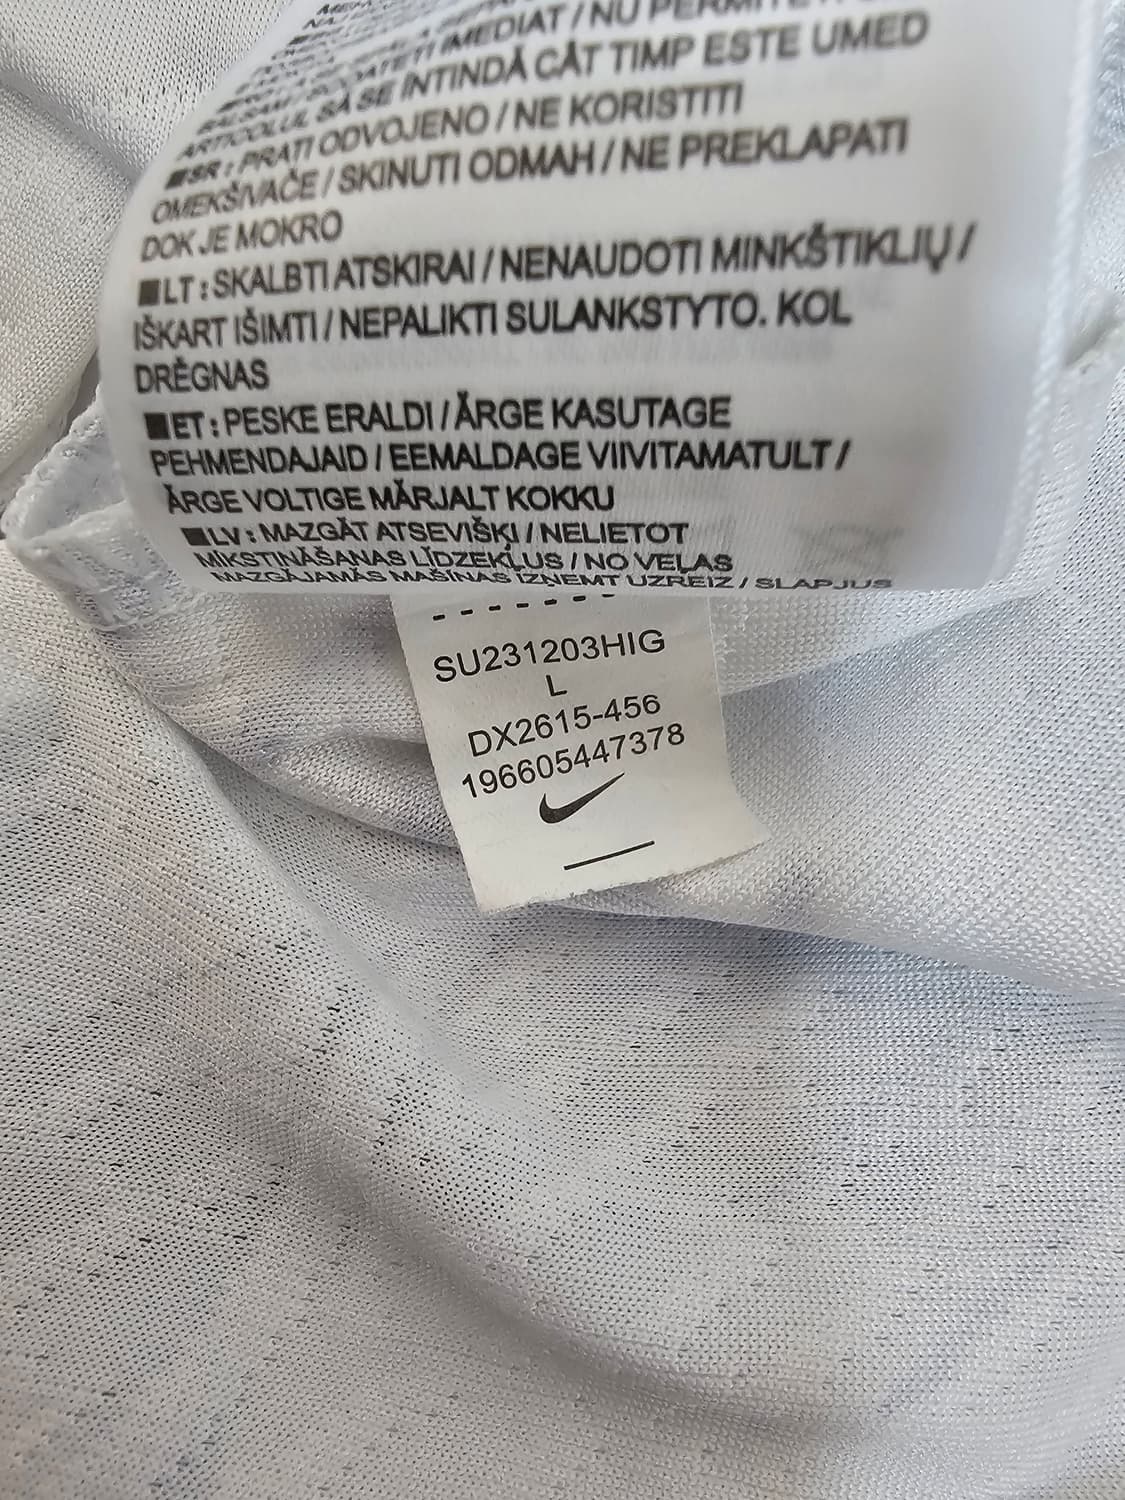 IMEDIAT / NU
SĂ SE ÎNTINDĂ CÂT TIMP ESTE UMED
■SR : PRATI ODVOJENO / NE KORISTITI
OMEKŠIVAČE / SKINUTI ODMAH / NE PREKLAPATI
DOK JE MOKRO
■LT : SKALBTI ATSKIRAI / NENAUDOTI MINKŠTIKLIŲ /
IŠKART IŠIMTI / NEPALIKTI SULANKSTYTO. KOL
DRĖGNAS
■ET : PESKE ERALDI / ÄRGE KASUTAGE
PEHMENDAJAID / EEMALDAGE VIIVITAMATULT /
ÄRGE VOLTIGE MÄRJALT KOKKU
■LV : MAZGĀT ATSEVIŠĶI / NELIETOT
MĪKSTINĀŠANAS LĪDZEKĻUS / NO VEĻAS
MAZGĀJAMĀS MAŠĪNAS IZŅEMT UZREIZ / SLAPJUS
SU231203HIG
L
DX2615-456
196605447378